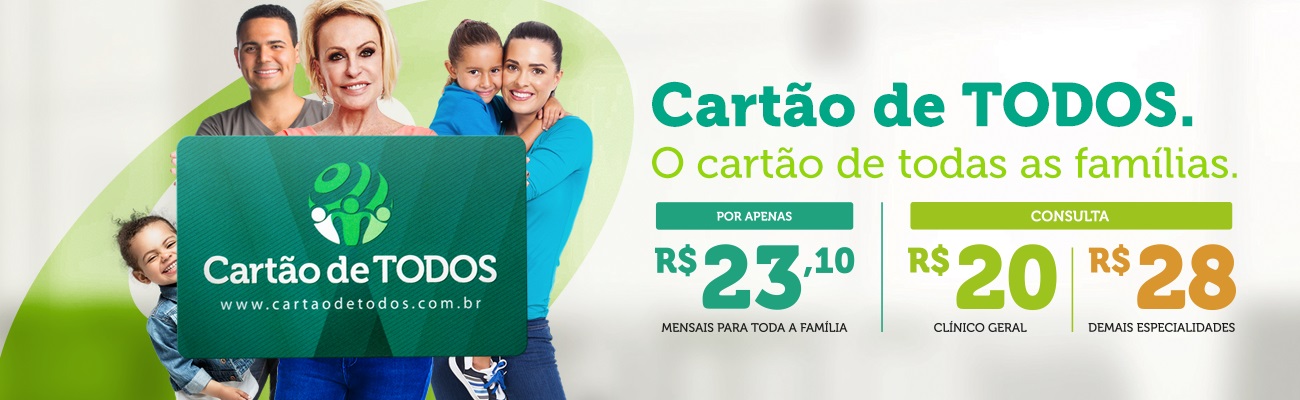 Cartão de TODOS
www.cartaodetodos.com.br
Cartão de TODOS.
O cartão de todas as famílias.
POR APENAS
R$ 23,10
MENSAIS PARA TODA A FAMÍLIA
CONSULTA
R$ 20
CLÍNICO GERAL
R$ 28
DEMAIS ESPECIALIDADES